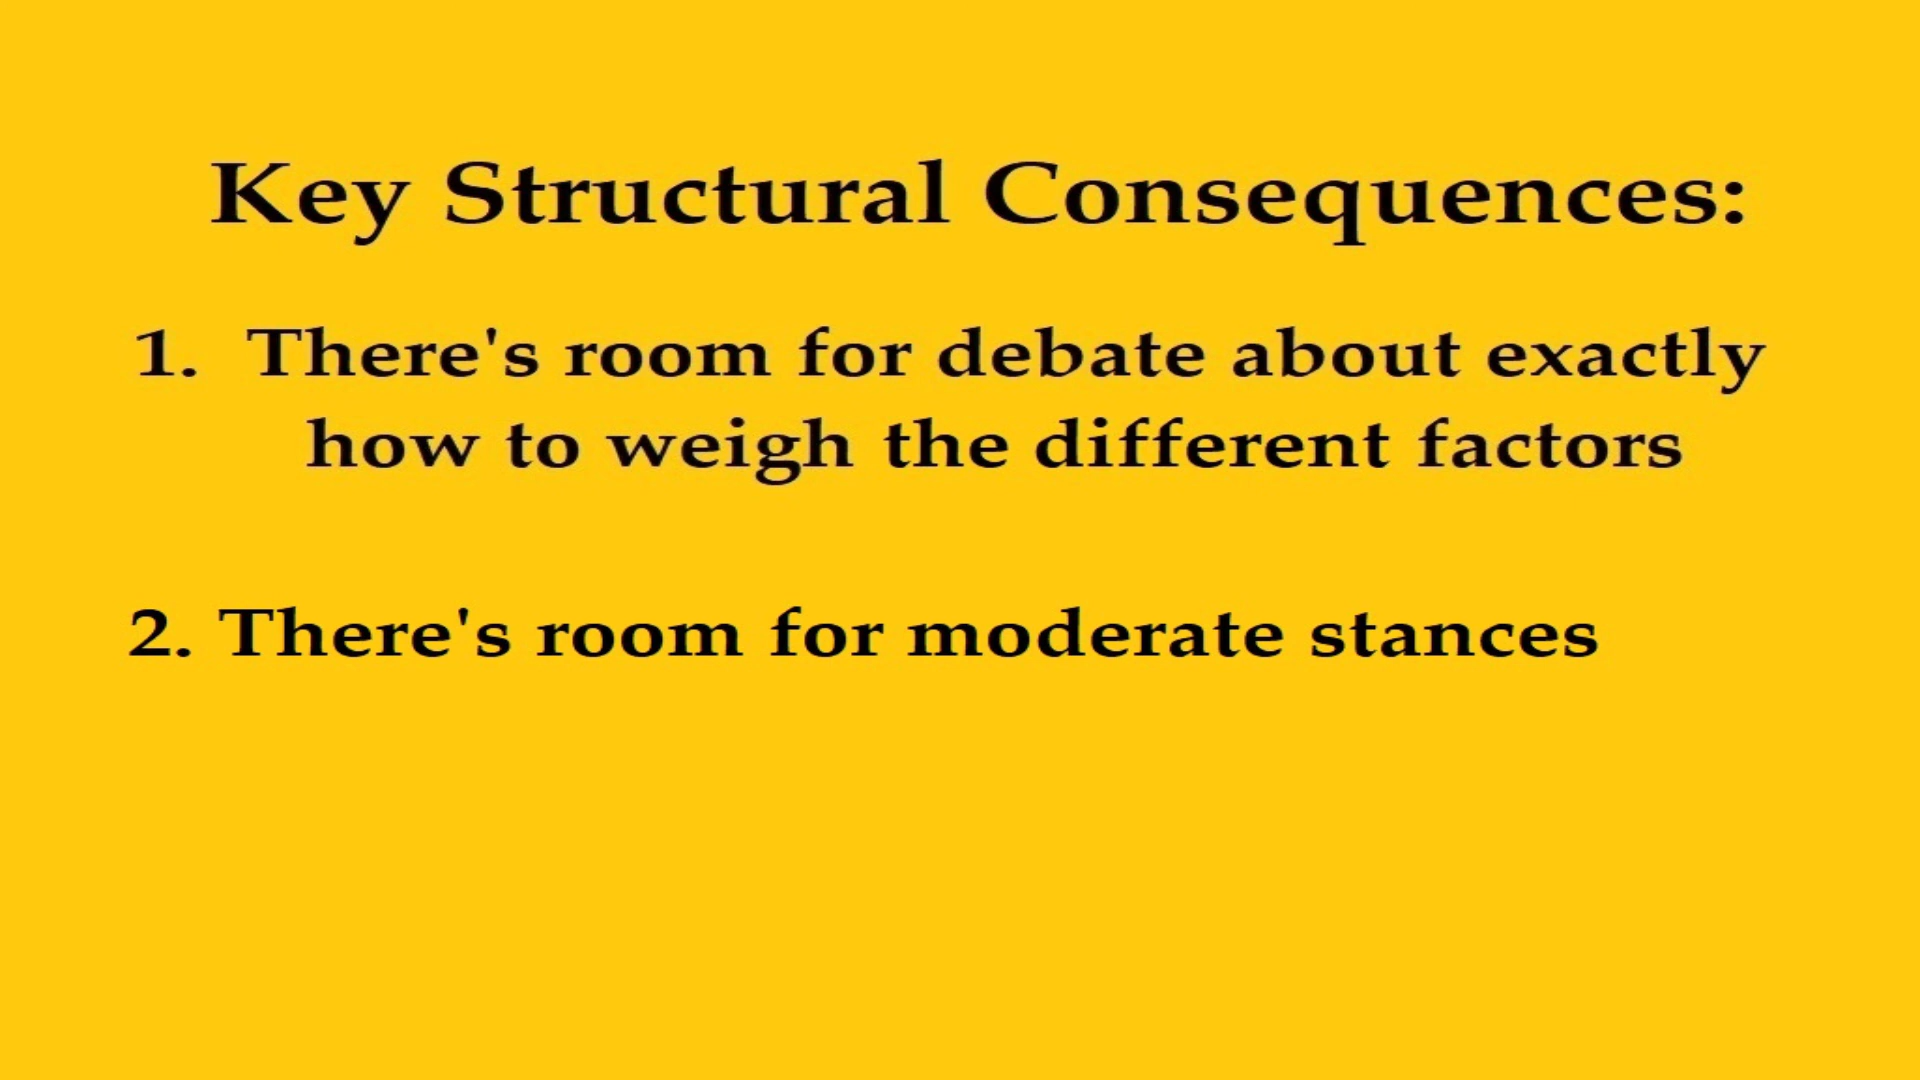 Key Structural Consequences:
1. There's room for debate about exactly
how to weigh the different factors
2. There's room for moderate stances